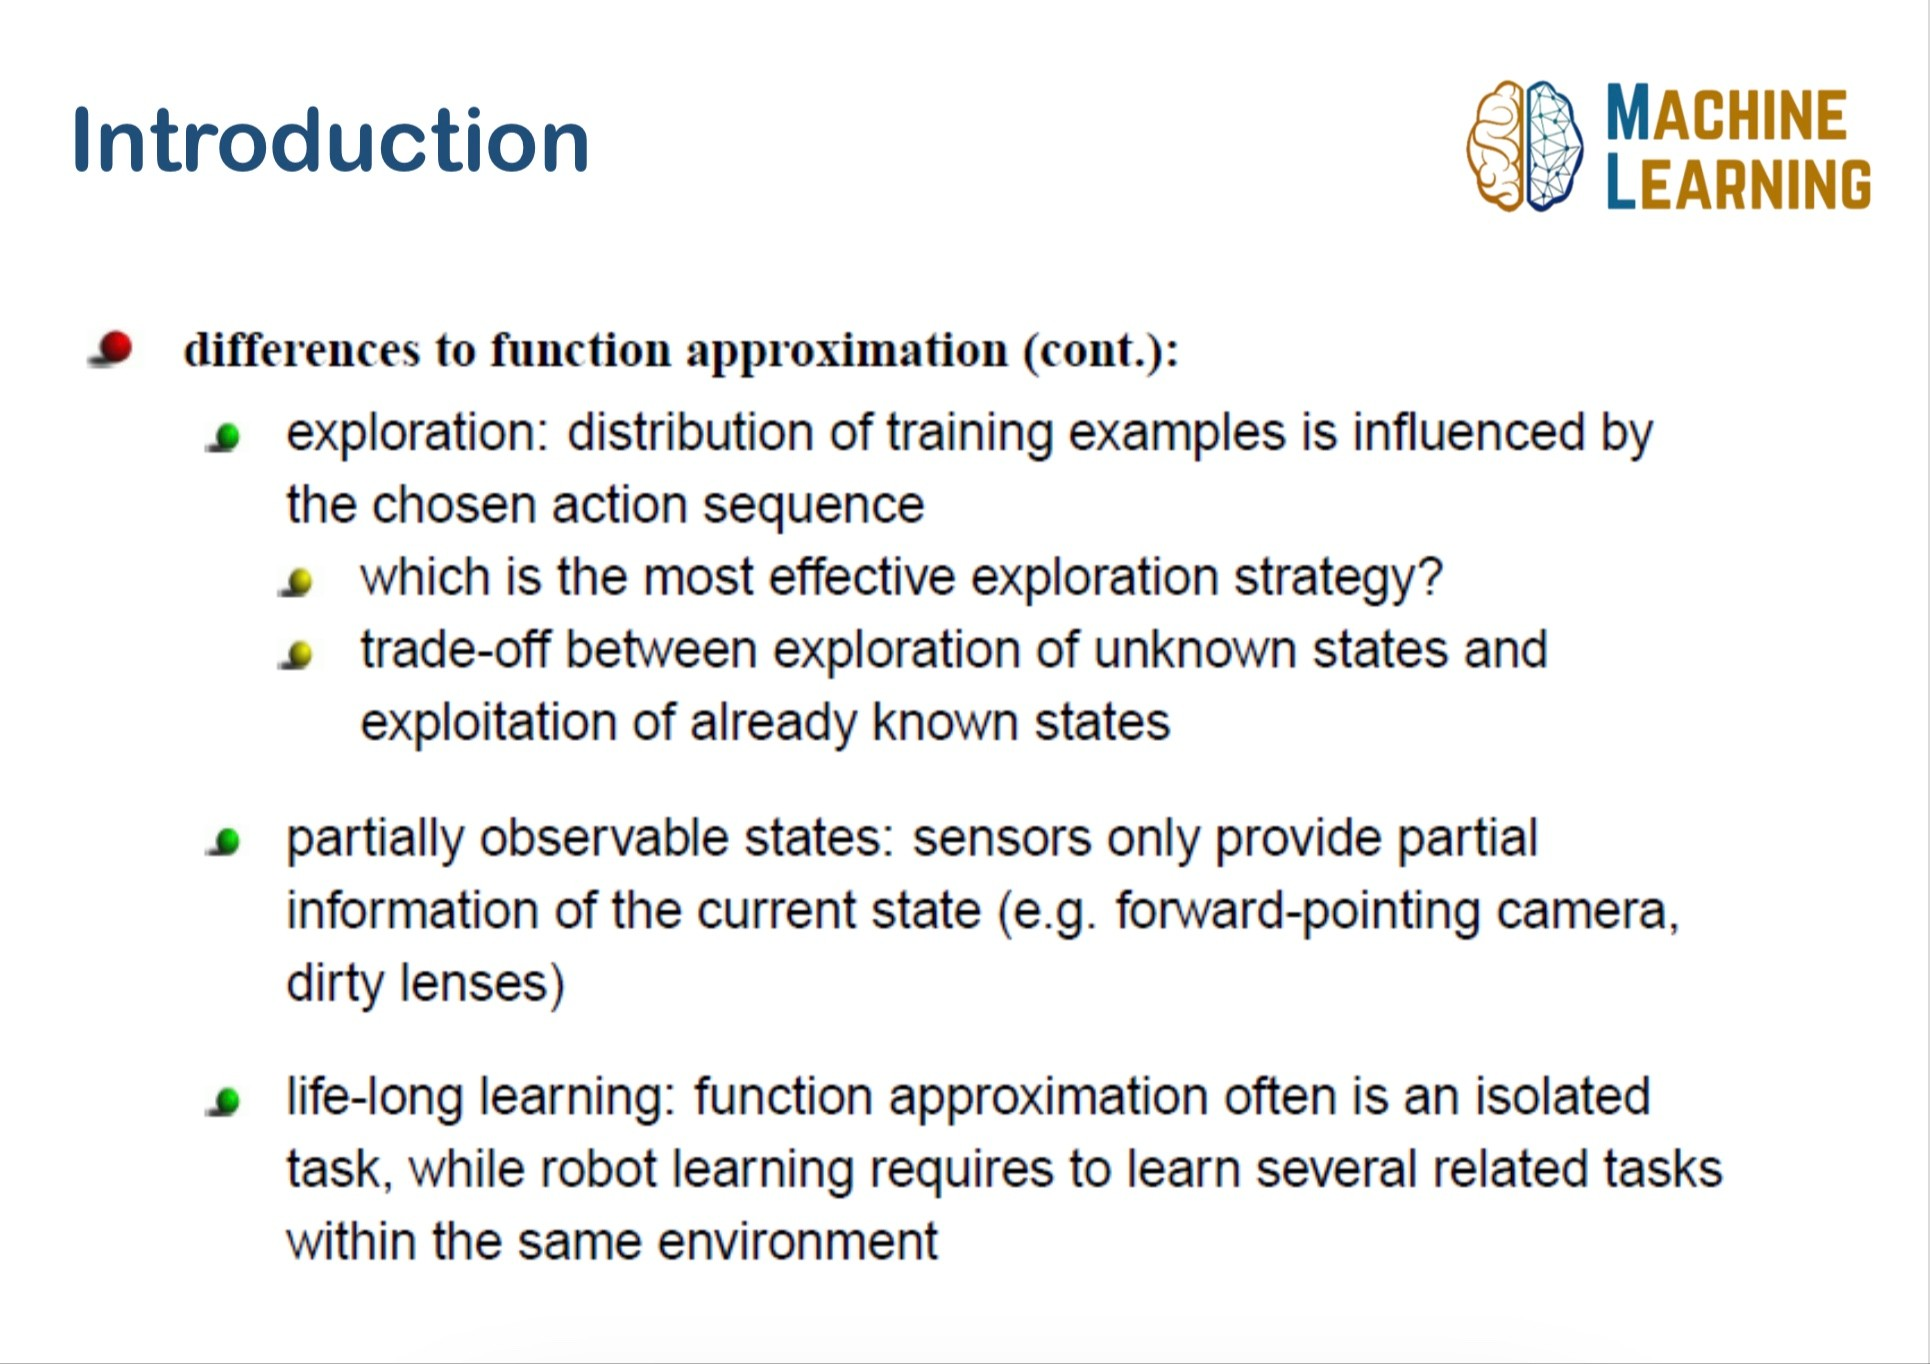 Introduction
MACHINE
LEARNING
differences to function approximation (cont.):
exploration: distribution of training examples is influenced by
the chosen action sequence
which is the most effective exploration strategy?
trade-off between exploration of unknown states and
exploitation of already known states
partially observable states: sensors only provide partial
information of the current state (e.g. forward-pointing camera,
dirty lenses)
life-long learning: function approximation often is an isolated
task, while robot learning requires to learn several related tasks
within the same environment